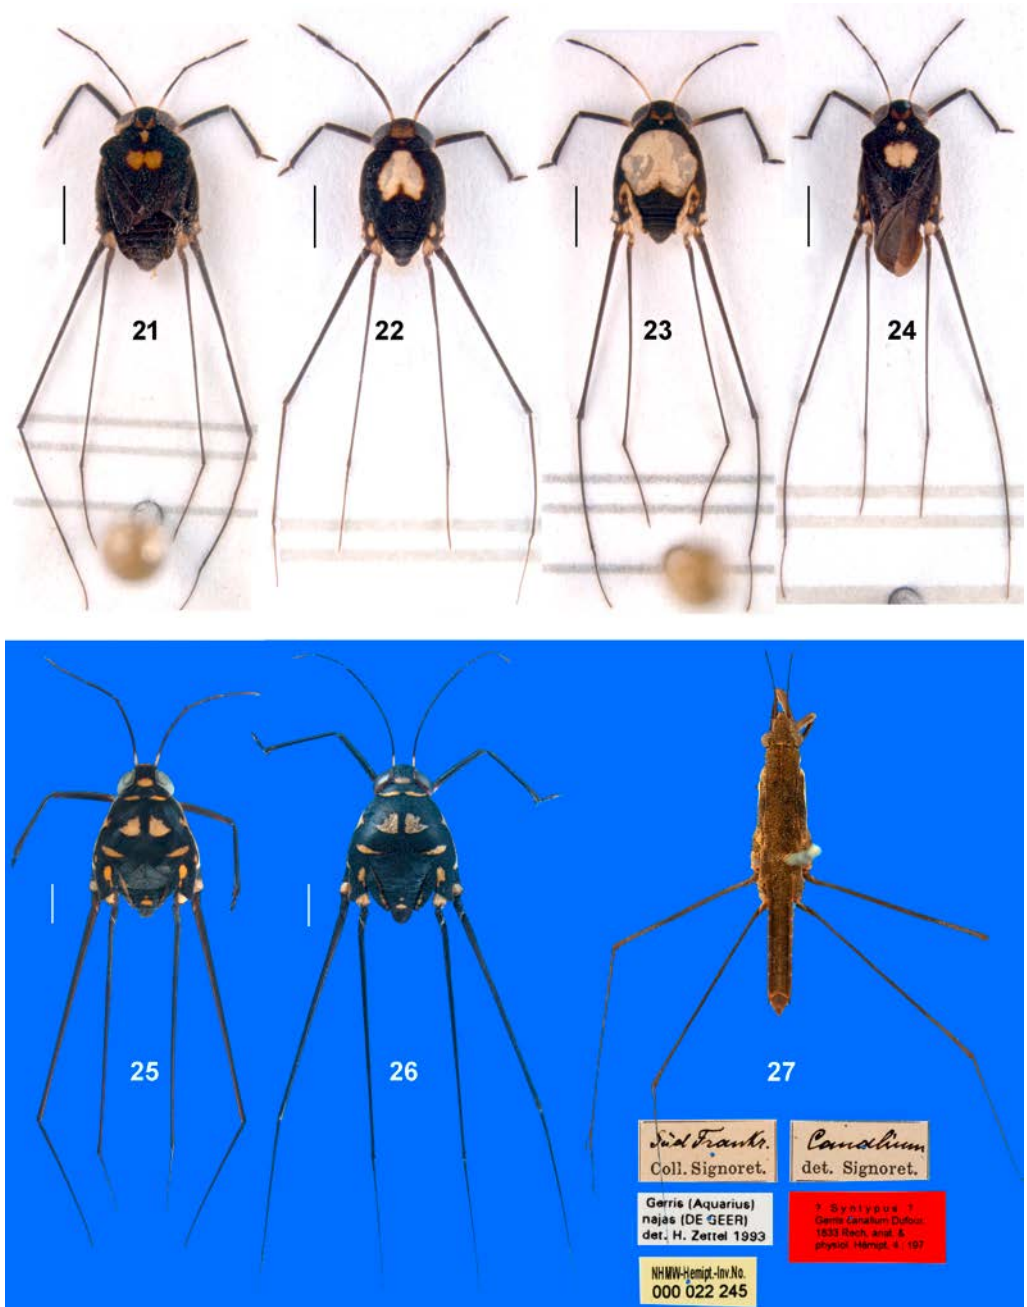 21
22
23
24
25
26
27
Süd Frankr.
Coll. Signoret.
Canalium
det. Signoret.
Gerris (Aquarius)
najas (DE GEER)
det. H. Zettel 1993
? Syntypus ?
Gerris canalium Dufour,
1833 Rech. anat. &
physiol. Hémipt. 4: 197
NHMW-Hemipt.-Inv.No.
000 022 245